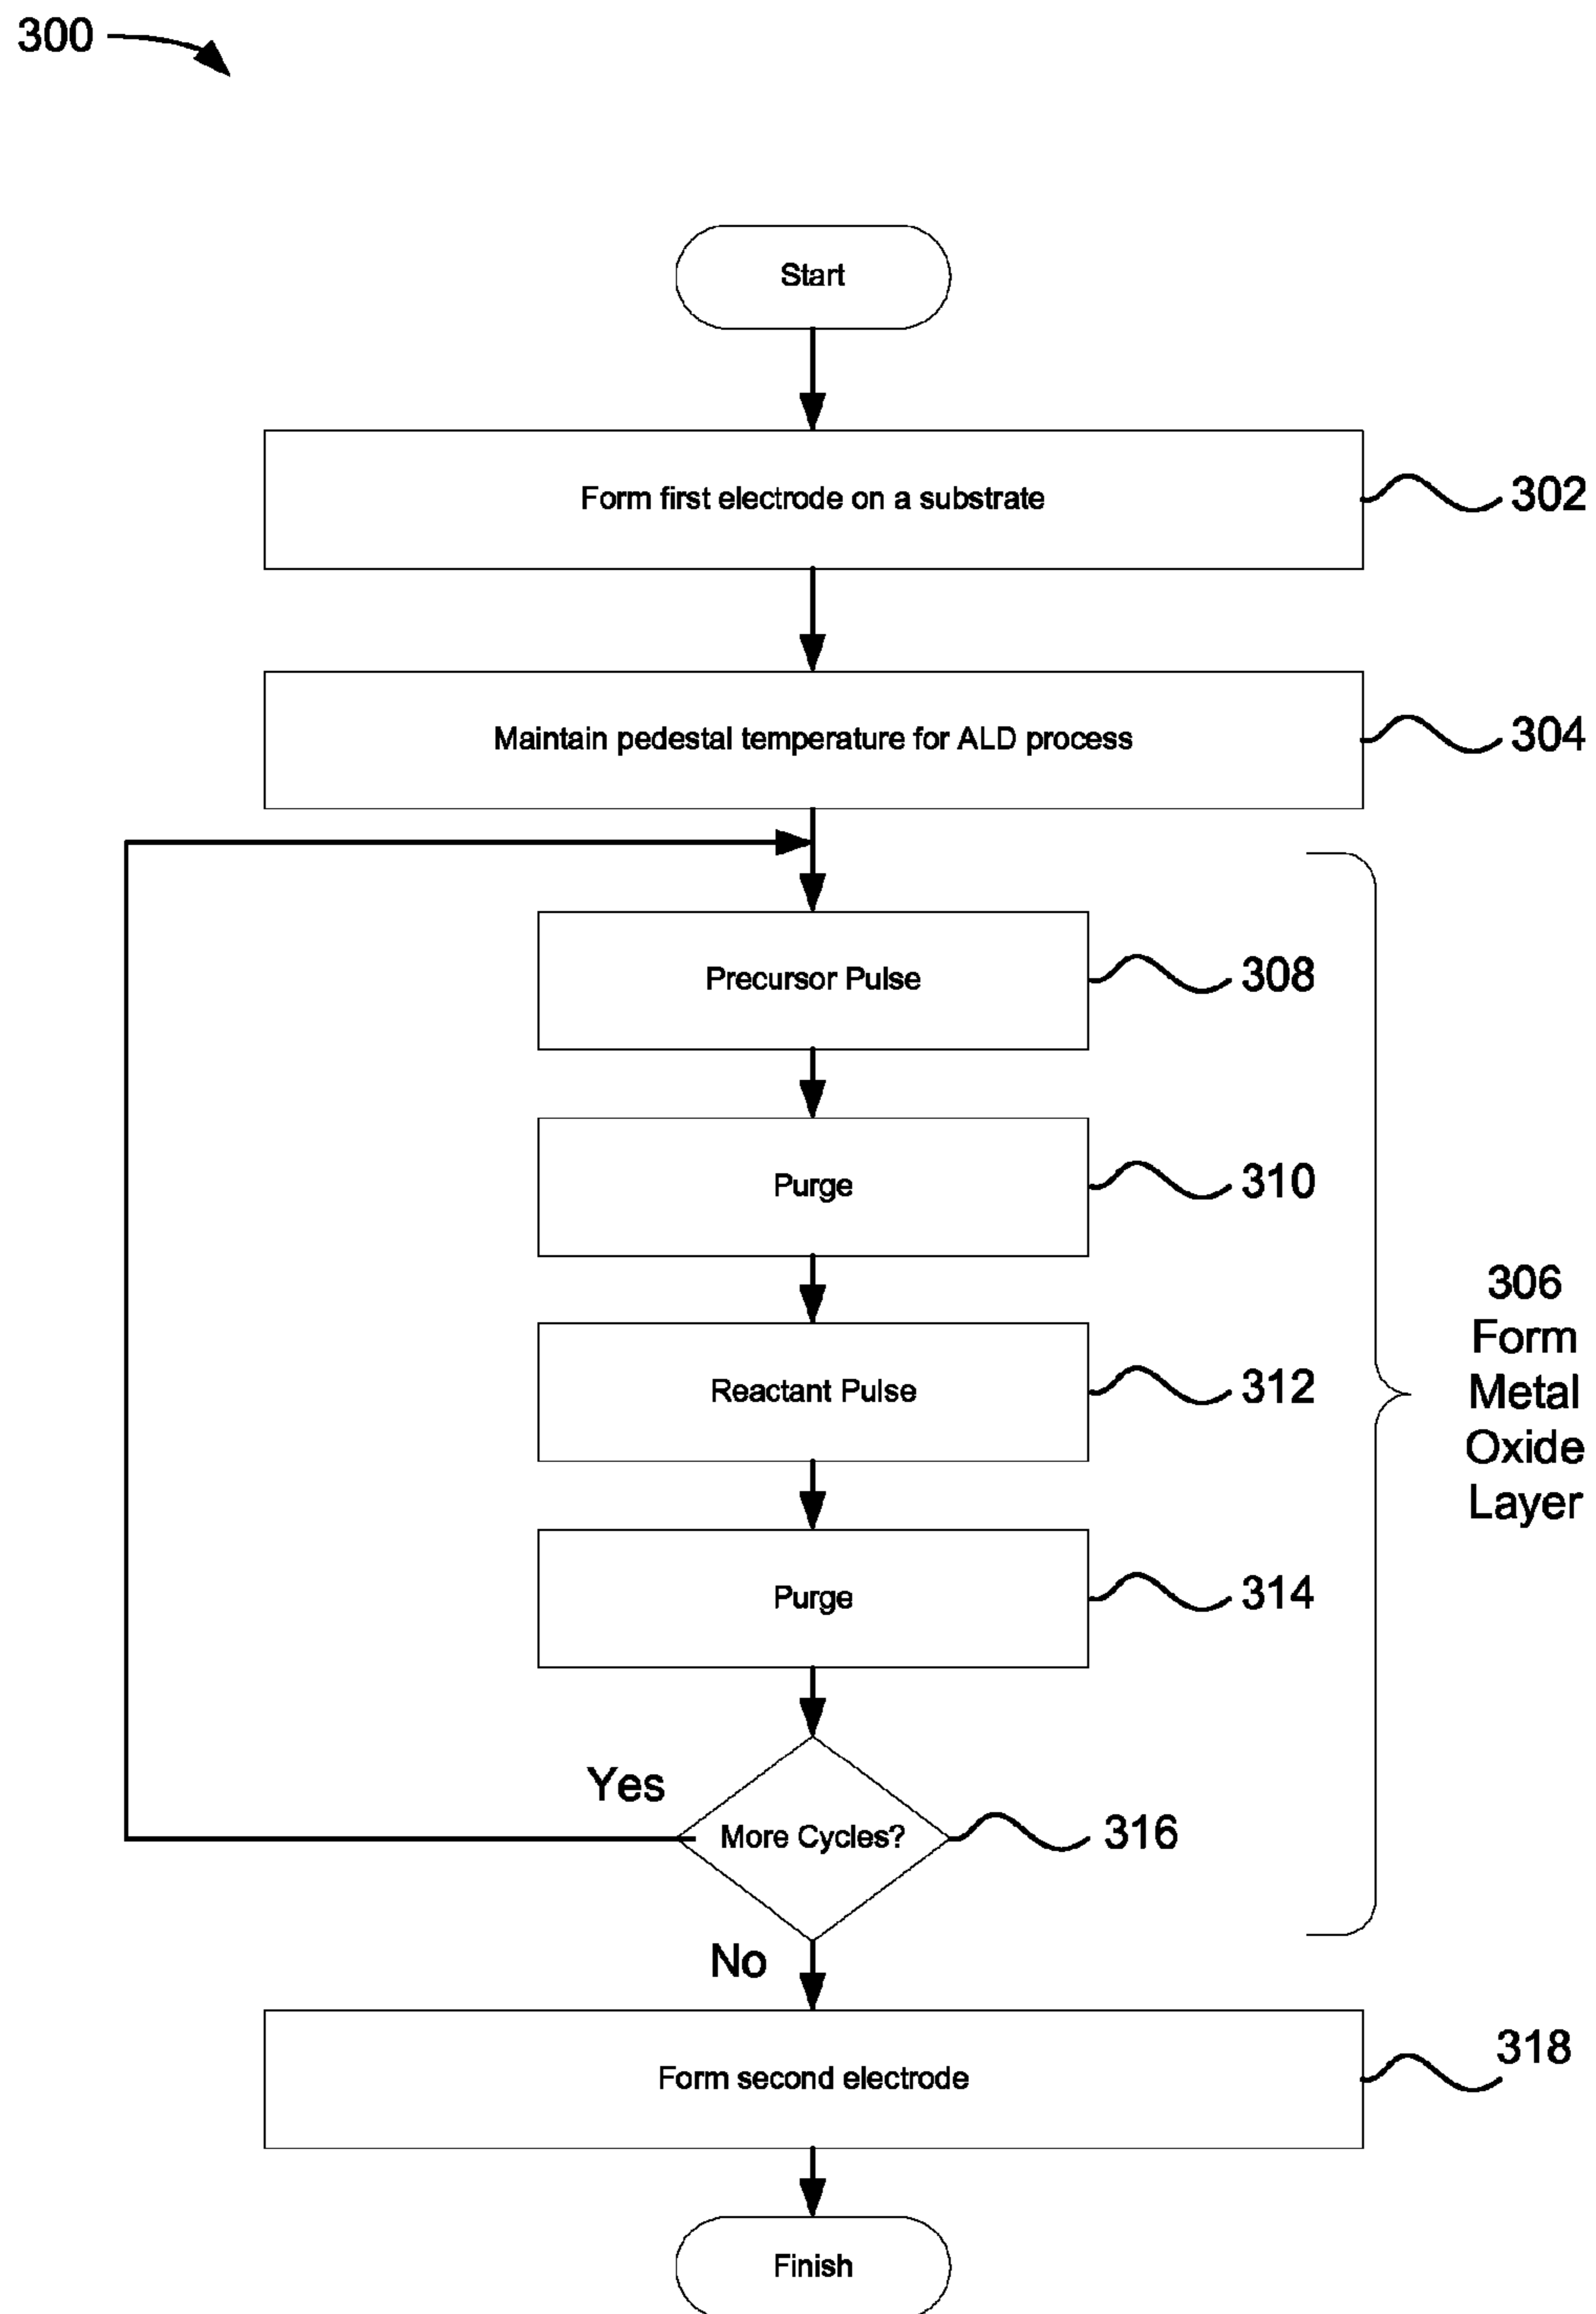 300
Start
Form first electrode on a substrate
302
Maintain pedestal temperature for ALD process
304
Precursor Pulse
308
Purge
310
306
Form
Metal
Oxide
Layer
Reactant Pulse
312
Purge
314
Yes
More Cycles?
316
No
Form second electrode
318
Finish